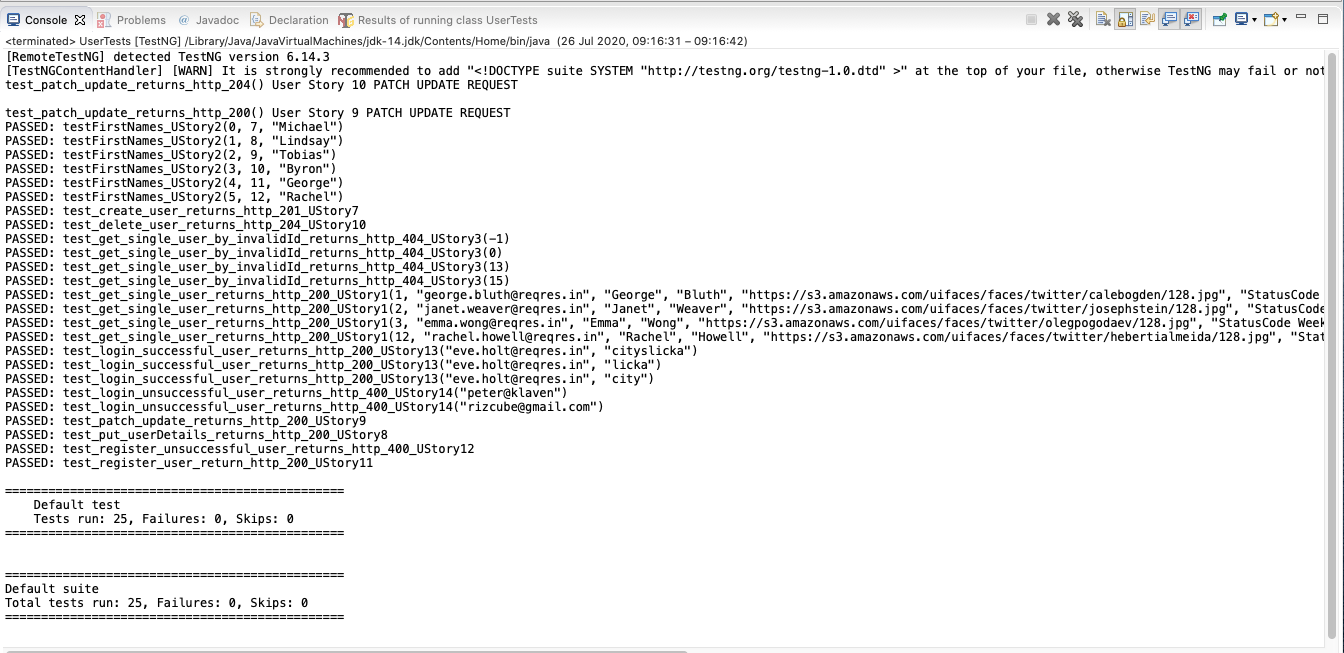 Console Problems @ Javadoc Declaration Results of running class UserTests
<terminated> UserTests [TestNG] /Library/Java/JavaVirtualMachines/jdk-14.jdk/Contents/Home/bin/java (26 Jul 2020, 09:16:31 – 09:16:42)
[RemoteTestNG] detected TestNG version 6.14.3
[TestNGContentHandler] [WARN] It is strongly recommended to add "<!DOCTYPE suite SYSTEM "http://testng.org/testng-1.0.dtd" >" at the top of your file, otherwise TestNG may fail or not
test_patch_update_returns_http_204() User Story 10 PATCH UPDATE REQUEST
test_patch_update_returns_http_200() User Story 9 PATCH UPDATE REQUEST
PASSED: testFirstNames_UStory2(0, 7, "Michael")
PASSED: testFirstNames_UStory2(1, 8, "Lindsay")
PASSED: testFirstNames_UStory2(2, 9, "Tobias")
PASSED: testFirstNames_UStory2(3, 10, "Byron")
PASSED: testFirstNames_UStory2(4, 11, "George")
PASSED: testFirstNames_UStory2(5, 12, "Rachel")
PASSED: test_create_user_returns_http_201_UStory7
PASSED: test_delete_user_returns_http_204_UStory10
PASSED: test_get_single_user_by_invalidId_returns_http_404_UStory3(-1)
PASSED: test_get_single_user_by_invalidId_returns_http_404_UStory3(0)
PASSED: test_get_single_user_by_invalidId_returns_http_404_UStory3(13)
PASSED: test_get_single_user_by_invalidId_returns_http_404_UStory3(15)
PASSED: test_get_single_user_returns_http_200_UStory1(1, "george.bluth@reqres.in", "George", "Bluth", "https://s3.amazonaws.com/uifaces/faces/twitter/calebogden/128.jpg", "StatusCode
PASSED: test_get_single_user_returns_http_200_UStory1(2, "janet.weaver@reqres.in", "Janet", "Weaver", "https://s3.amazonaws.com/uifaces/faces/twitter/josephstein/128.jpg", "StatusCode
PASSED: test_get_single_user_returns_http_200_UStory1(3, "emma.wong@reqres.in", "Emma", "Wong", "https://s3.amazonaws.com/uifaces/faces/twitter/olegpogodaev/128.jpg", "StatusCode Week
PASSED: test_get_single_user_returns_http_200_UStory1(12, "rachel.howell@reqres.in", "Rachel", "Howell", "https://s3.amazonaws.com/uifaces/faces/twitter/hebertialmeida/128.jpg", "Stat
PASSED: test_login_successful_user_returns_http_200_UStory13("eve.holt@reqres.in", "cityslicka")
PASSED: test_login_successful_user_returns_http_200_UStory13("eve.holt@reqres.in", "licka")
PASSED: test_login_successful_user_returns_http_200_UStory13("eve.holt@reqres.in", "city")
PASSED: test_login_unsuccessful_user_returns_http_400_UStory14("peter@klaven")
PASSED: test_login_unsuccessful_user_returns_http_400_UStory14("rizcube@gmail.com")
PASSED: test_patch_update_returns_http_200_UStory9
PASSED: test_put_userDetails_returns_http_200_UStory8
PASSED: test_register_unsuccessful_user_returns_http_400_UStory12
PASSED: test_register_user_return_http_200_UStory11
===============================================
Default test
Tests run: 25, Failures: 0, Skips: 0
===============================================
===============================================
Default suite
Total tests run: 25, Failures: 0, Skips: 0
===============================================